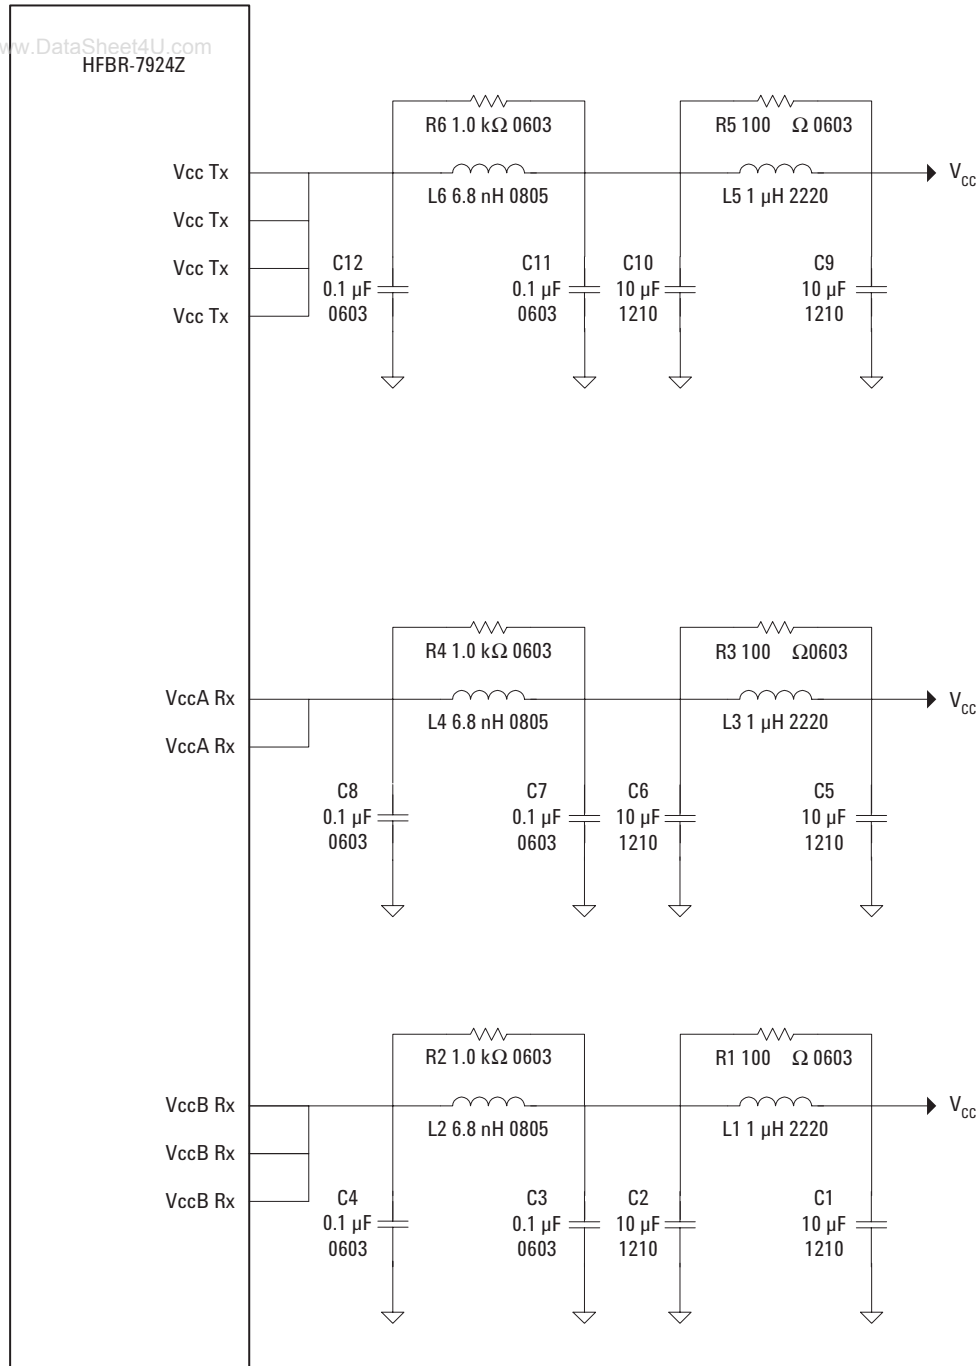 ww.DataSheet4U.com
HFBR-7924Z
R6 1.0 kΩ 0603
R5 100 Ω 0603
Vcc Tx
L6 6.8 nH 0805
L5 1 µH 2220
VCC
Vcc Tx
Vcc Tx
Vcc Tx
C12
0.1 µF
0603
C11
0.1 µF
0603
C10
10 µF
1210
C9
10 µF
1210
R4 1.0 kΩ 0603
R3 100 Ω0603
VccA Rx
L4 6.8 nH 0805
L3 1 µH 2220
VCC
VccA Rx
C8
0.1 µF
0603
C7
0.1 µF
0603
C6
10 µF
1210
C5
10 µF
1210
R2 1.0 kΩ 0603
R1 100 Ω 0603
VccB Rx
L2 6.8 nH 0805
L1 1 µH 2220
VCC
VccB Rx
VccB Rx
C4
0.1 µF
0603
C3
0.1 µF
0603
C2
10 µF
1210
C1
10 µF
1210